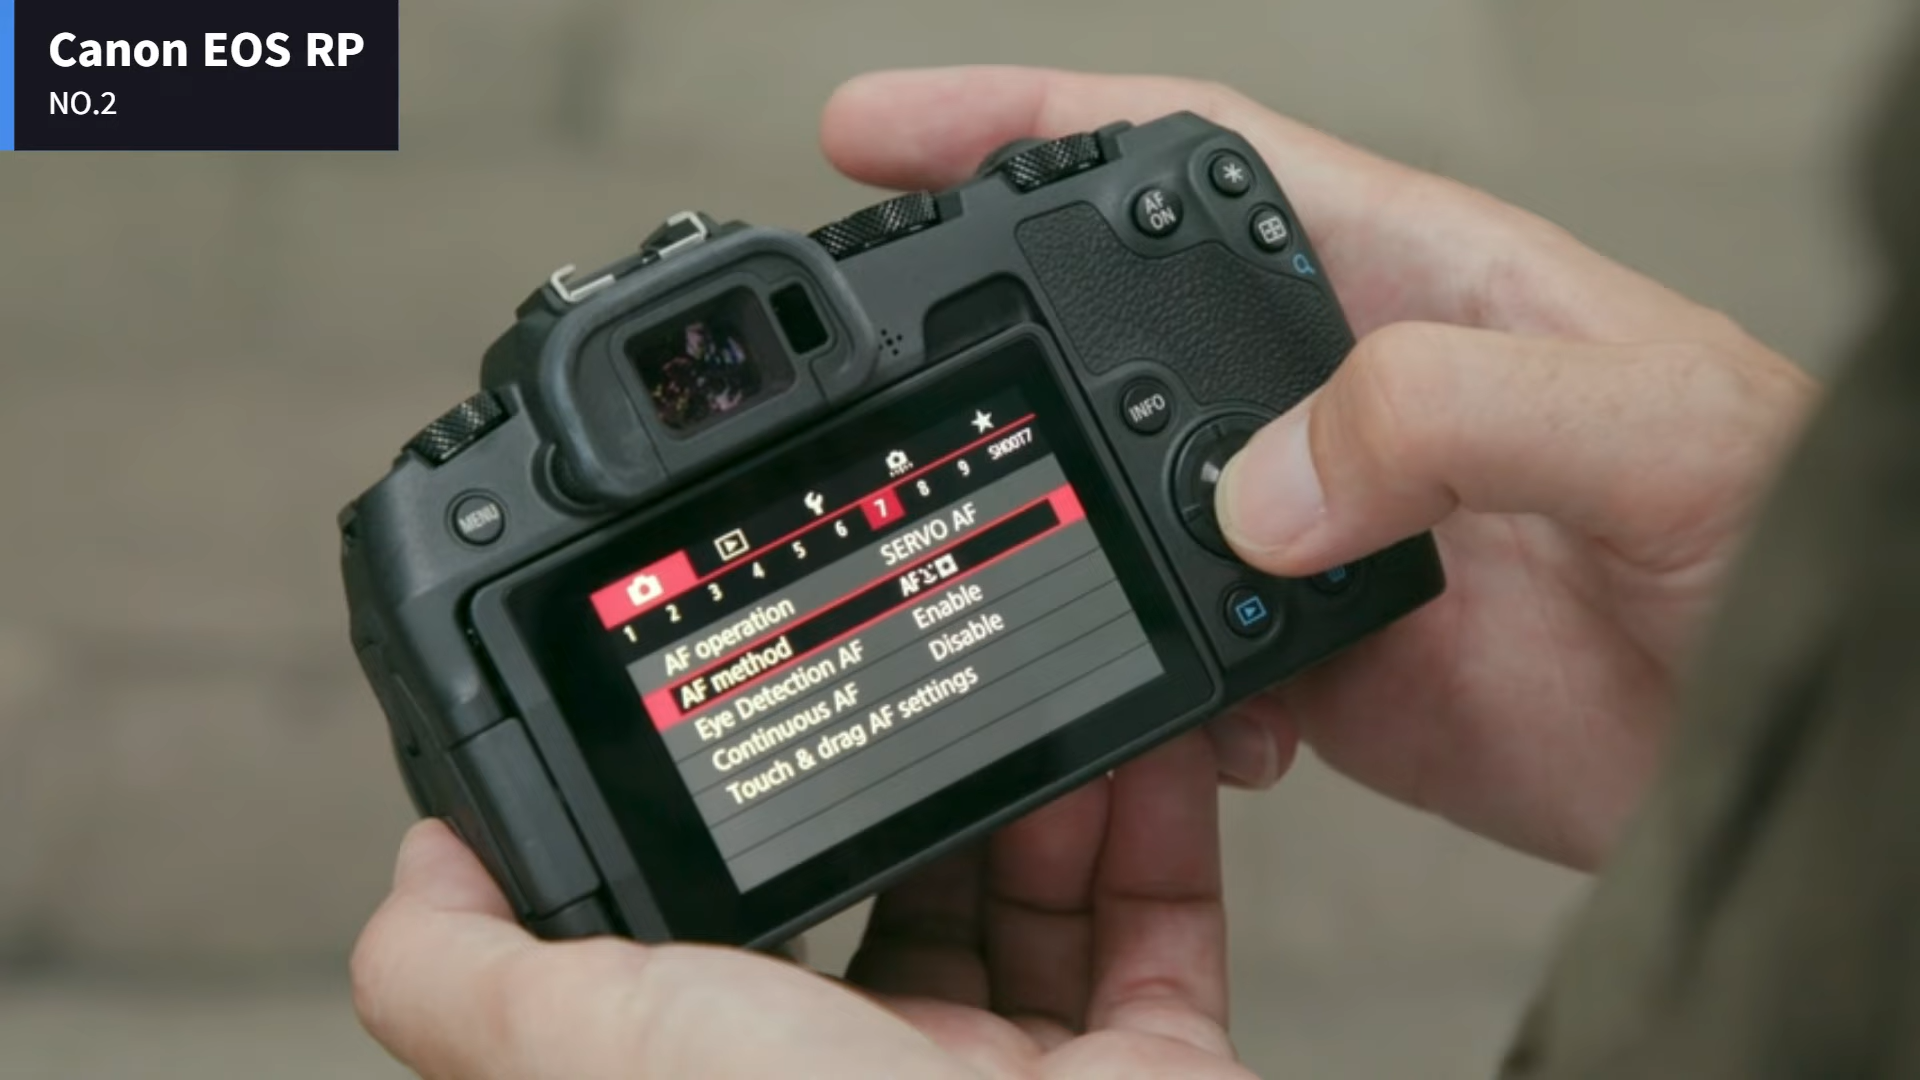 Canon EOS RP
NO.2
AF ON
INFO
MENU
1 2 3 4 5 6 7 8 9 SHOOT7
AF operation SERVO AF
AF method AF
Eye Detection AF Enable
Continuous AF Disable
Touch & drag AF settings